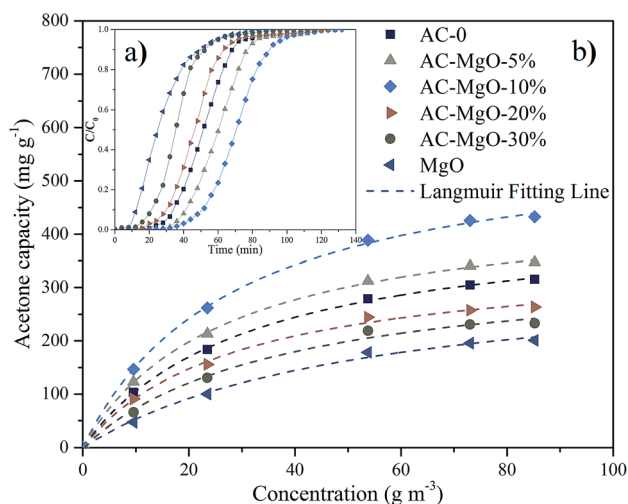 800
700
600
500
400
300
200
100
0
Acetone capacity (mg g⁻¹)
0 20 40 60 80 100
Concentration (g m⁻³)
a)
1.0
0.8
0.6
0.4
0.2
0.0
C/C₀
0 20 40 60 80 100 120 140
Time (min)
b)
AC-0
AC-MgO-5%
AC-MgO-10%
AC-MgO-20%
AC-MgO-30%
MgO
Langmuir Fitting Line